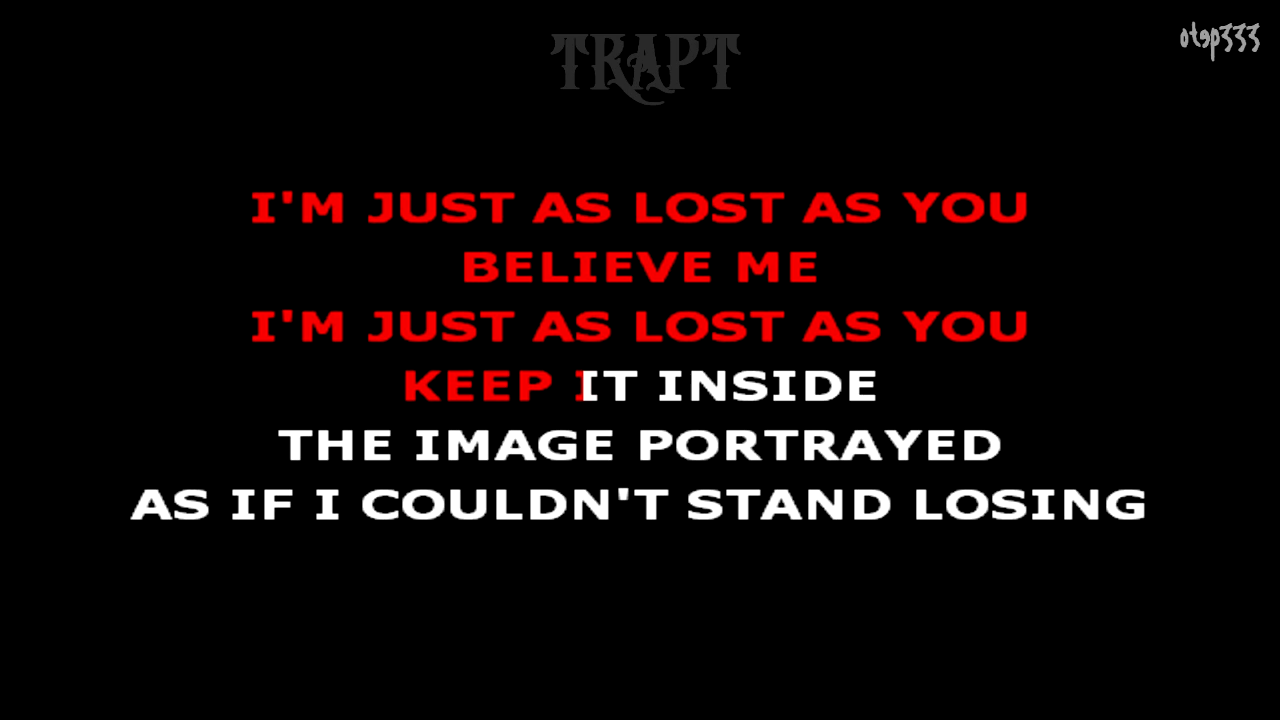 TRAPT
otep333
I'M JUST AS LOST AS YOU
BELIEVE ME
I'M JUST AS LOST AS YOU
KEEP IT INSIDE
THE IMAGE PORTRAYED
AS IF I COULDN'T STAND LOSING